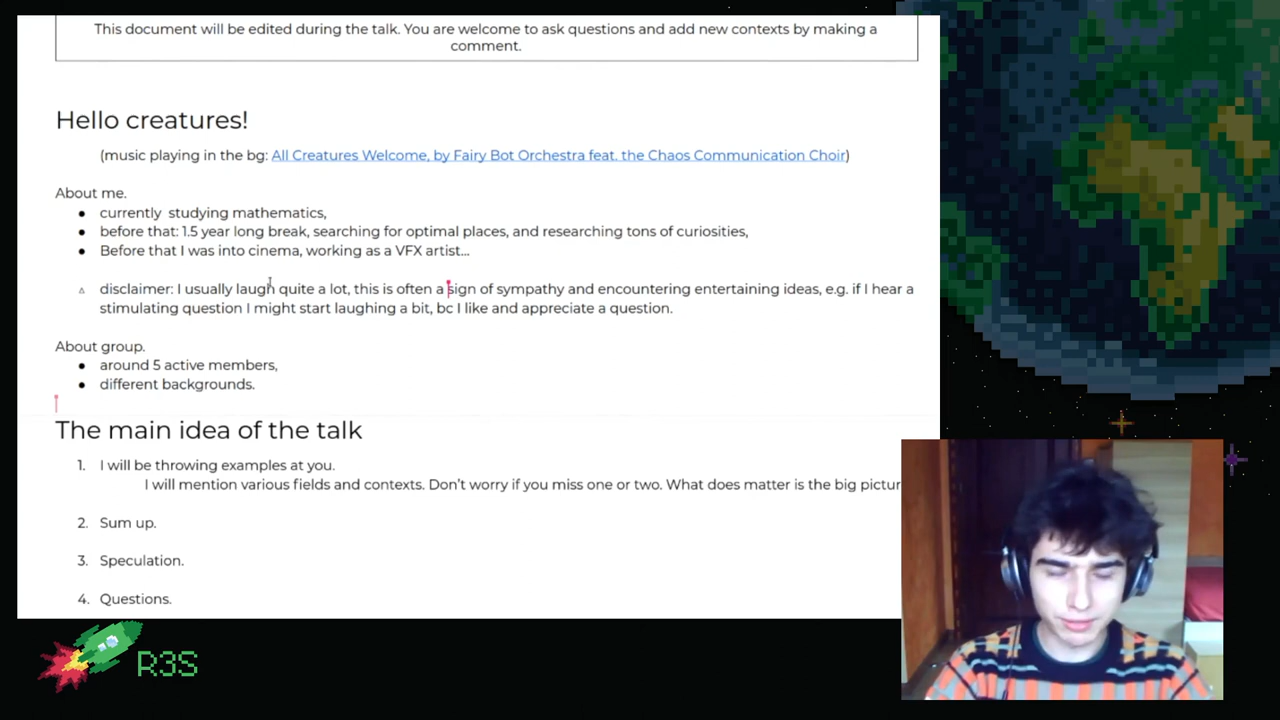 This document will be edited during the talk. You are welcome to ask questions and add new contexts by making a
comment.
Hello creatures!
(music playing in the bg: All Creatures Welcome, by Fairy Bot Orchestra feat. the Chaos Communication Choir)
About me.
● currently  studying mathematics,
● before that: 1.5 year long break, searching for optimal places, and researching tons of curiosities,
● Before that I was into cinema, working as a VFX artist...
▵ disclaimer: I usually laugh quite a lot, this is often a sign of sympathy and encountering entertaining ideas, e.g. if I hear a
stimulating question I might start laughing a bit, bc I like and appreciate a question.
About group.
● around 5 active members,
● different backgrounds.
The main idea of the talk
1. I will be throwing examples at you.
I will mention various fields and contexts. Don't worry if you miss one or two. What does matter is the big pictur
2. Sum up.
3. Speculation.
4. Questions.
R3S